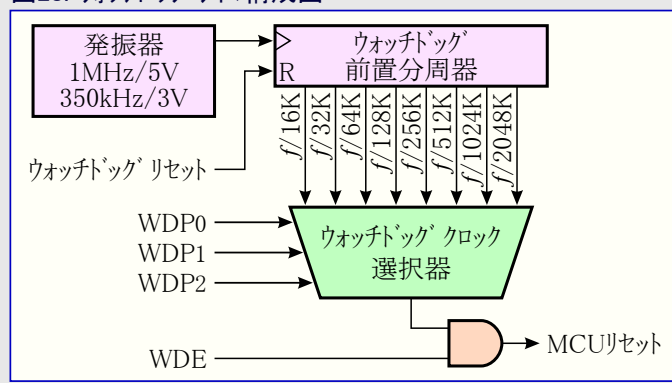 発振器
1MHz/5V
350kHz/3V
ウォッチドッグ
前置分周器
R
f/16K
f/32K
f/64K
f/128K
f/256K
f/512K
f/1024K
f/2048K
ウォッチドッグ リセット
WDP0
WDP1
WDP2
ウォッチドッグ クロック
選択器
WDE
MCUリセット